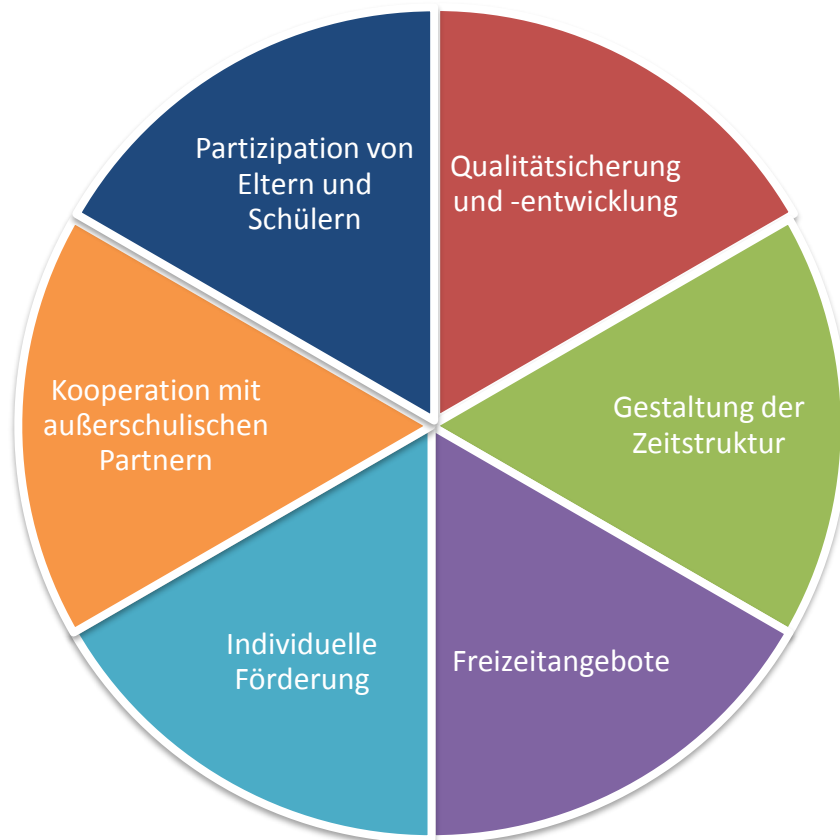 Partizipation von
Eltern und
Schülern
Qualitätsicherung
und -entwicklung
Kooperation mit
außerschulischen
Partnern
Gestaltung der
Zeitstruktur
Individuelle
Förderung
Freizeitangebote